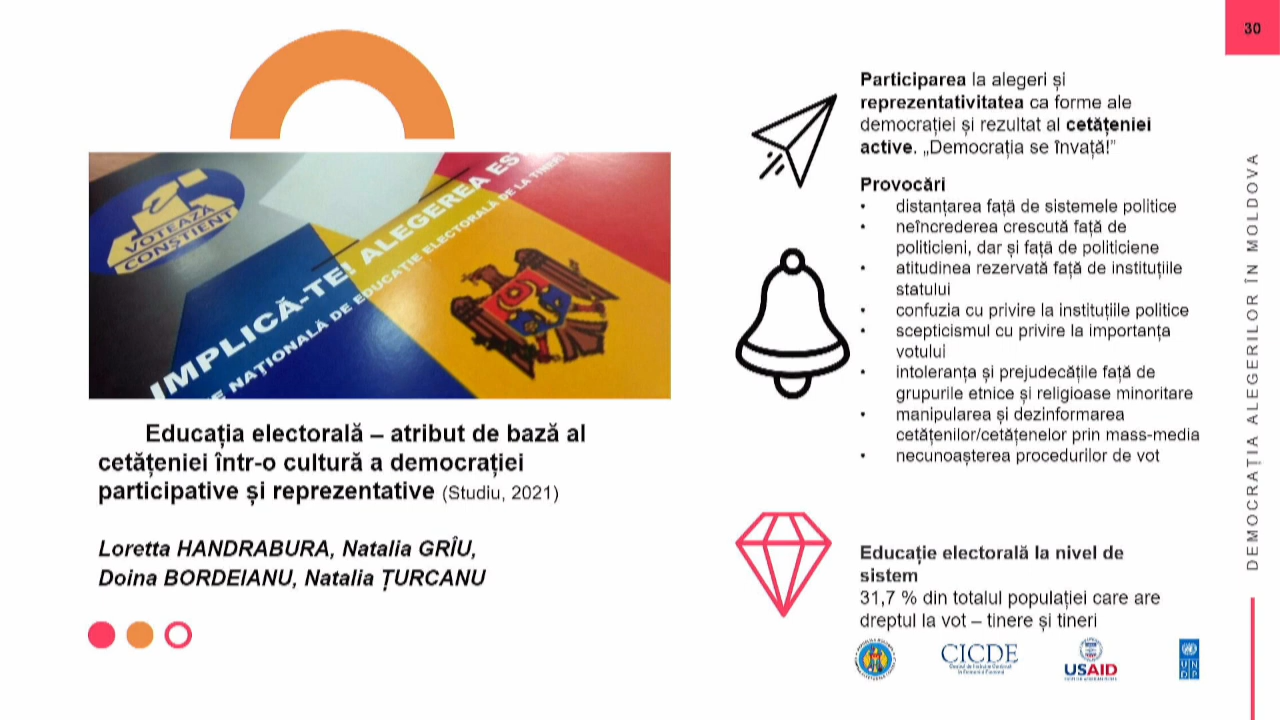 30
VOTEAZĂ
CONȘTIENT
IMPLICĂ-TE! ALEGEREA ES
E NAȚIONALĂ DE EDUCAȚIE ELECTORALĂ DE LA TINERI
Educația electorală – atribut de bază al
cetățeniei într-o cultură a democrației
participative și reprezentative (Studiu, 2021)
Loretta HANDRABURA, Natalia GRÎU,
Doina BORDEIANU, Natalia ȚURCANU
Participarea la alegeri și
reprezentativitatea ca forme ale
democrației și rezultat al cetățeniei
active. „Democrația se învață!”
Provocări
• distanțarea față de sistemele politice
• neîncrederea crescută față de
politicieni, dar și față de politiciene
• atitudinea rezervată față de instituțiile
statului
• confuzia cu privire la instituțiile politice
• scepticismul cu privire la importanța
votului
• intoleranța și prejudecățile față de
grupurile etnice și religioase minoritare
• manipularea și dezinformarea
cetățenilor/cetățenelor prin mass-media
• necunoașterea procedurilor de vot
Educație electorală la nivel de
sistem
31,7 % din totalul populației care are
dreptul la vot – tinere și tineri
CICDE
USAID
U N
D P
DEMOCRAȚIA ALEGERILOR ÎN MOLDOVA